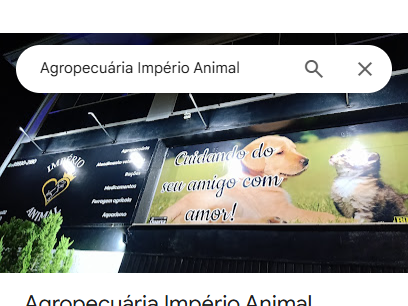 Agropecuária Império Animal
IMPÉRIO
ANIMAL
Agropecuária
Rações
Medicamentos
Ferragem agrícola
Aquarismo
Cuidando do
seu amigo com
amor!
Agropecuária Império Animal